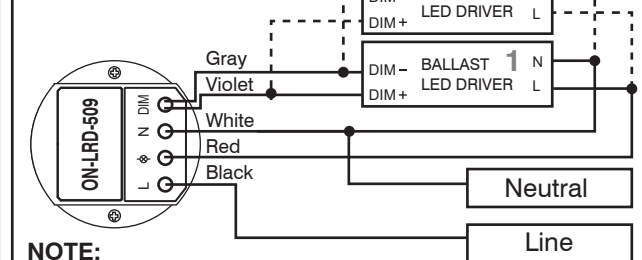 LED DRIVER L
DIM+
Gray
DIM– BALLAST 1 N
LED DRIVER L
Violet
DIM+
ON-LRD-509
DIM
N
L
White
Red
Black
Neutral
Line
NOTE: